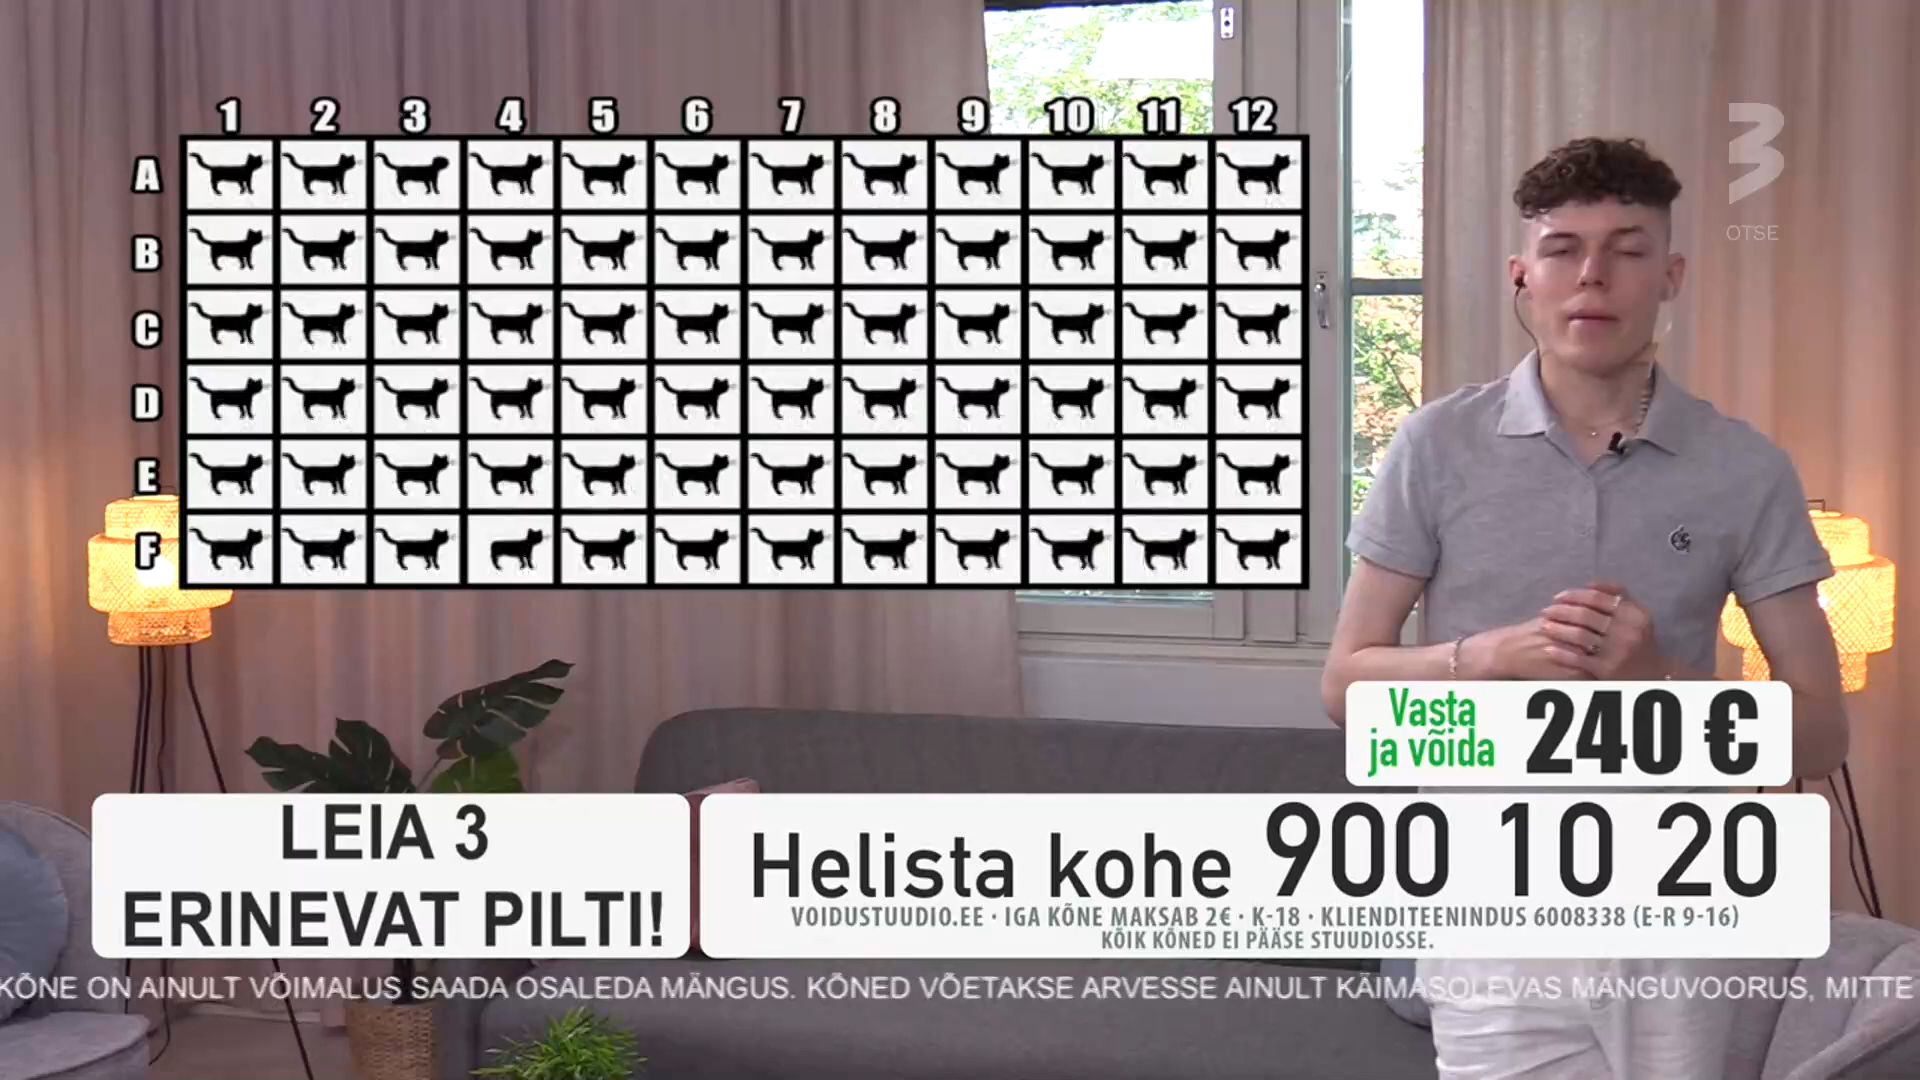 1 2 3 4 5 6 7 8 9 10 11 12
A
B
C
D
E
F
3
OTSE
Vasta
ja võida
240 €
LEIA 3
ERINEVAT PILTI!
Helista kohe 900 10 20
VOIDUSTUUDIO.EE · IGA KÕNE MAKSAB 2€ · K-18 · KLIENDITEENINDUS 6008338 (E-R 9-16)
KÕIK KÕNED EI PÄÄSE STUUDIOSSE.
KÕNE ON AINULT VÕIMALUS SAADA OSALEDA MÄNGUS. KÕNED VÕETAKSE ARVESSE AINULT KÄIMASOLEVAS MÄNGUVOORUS, MITTE